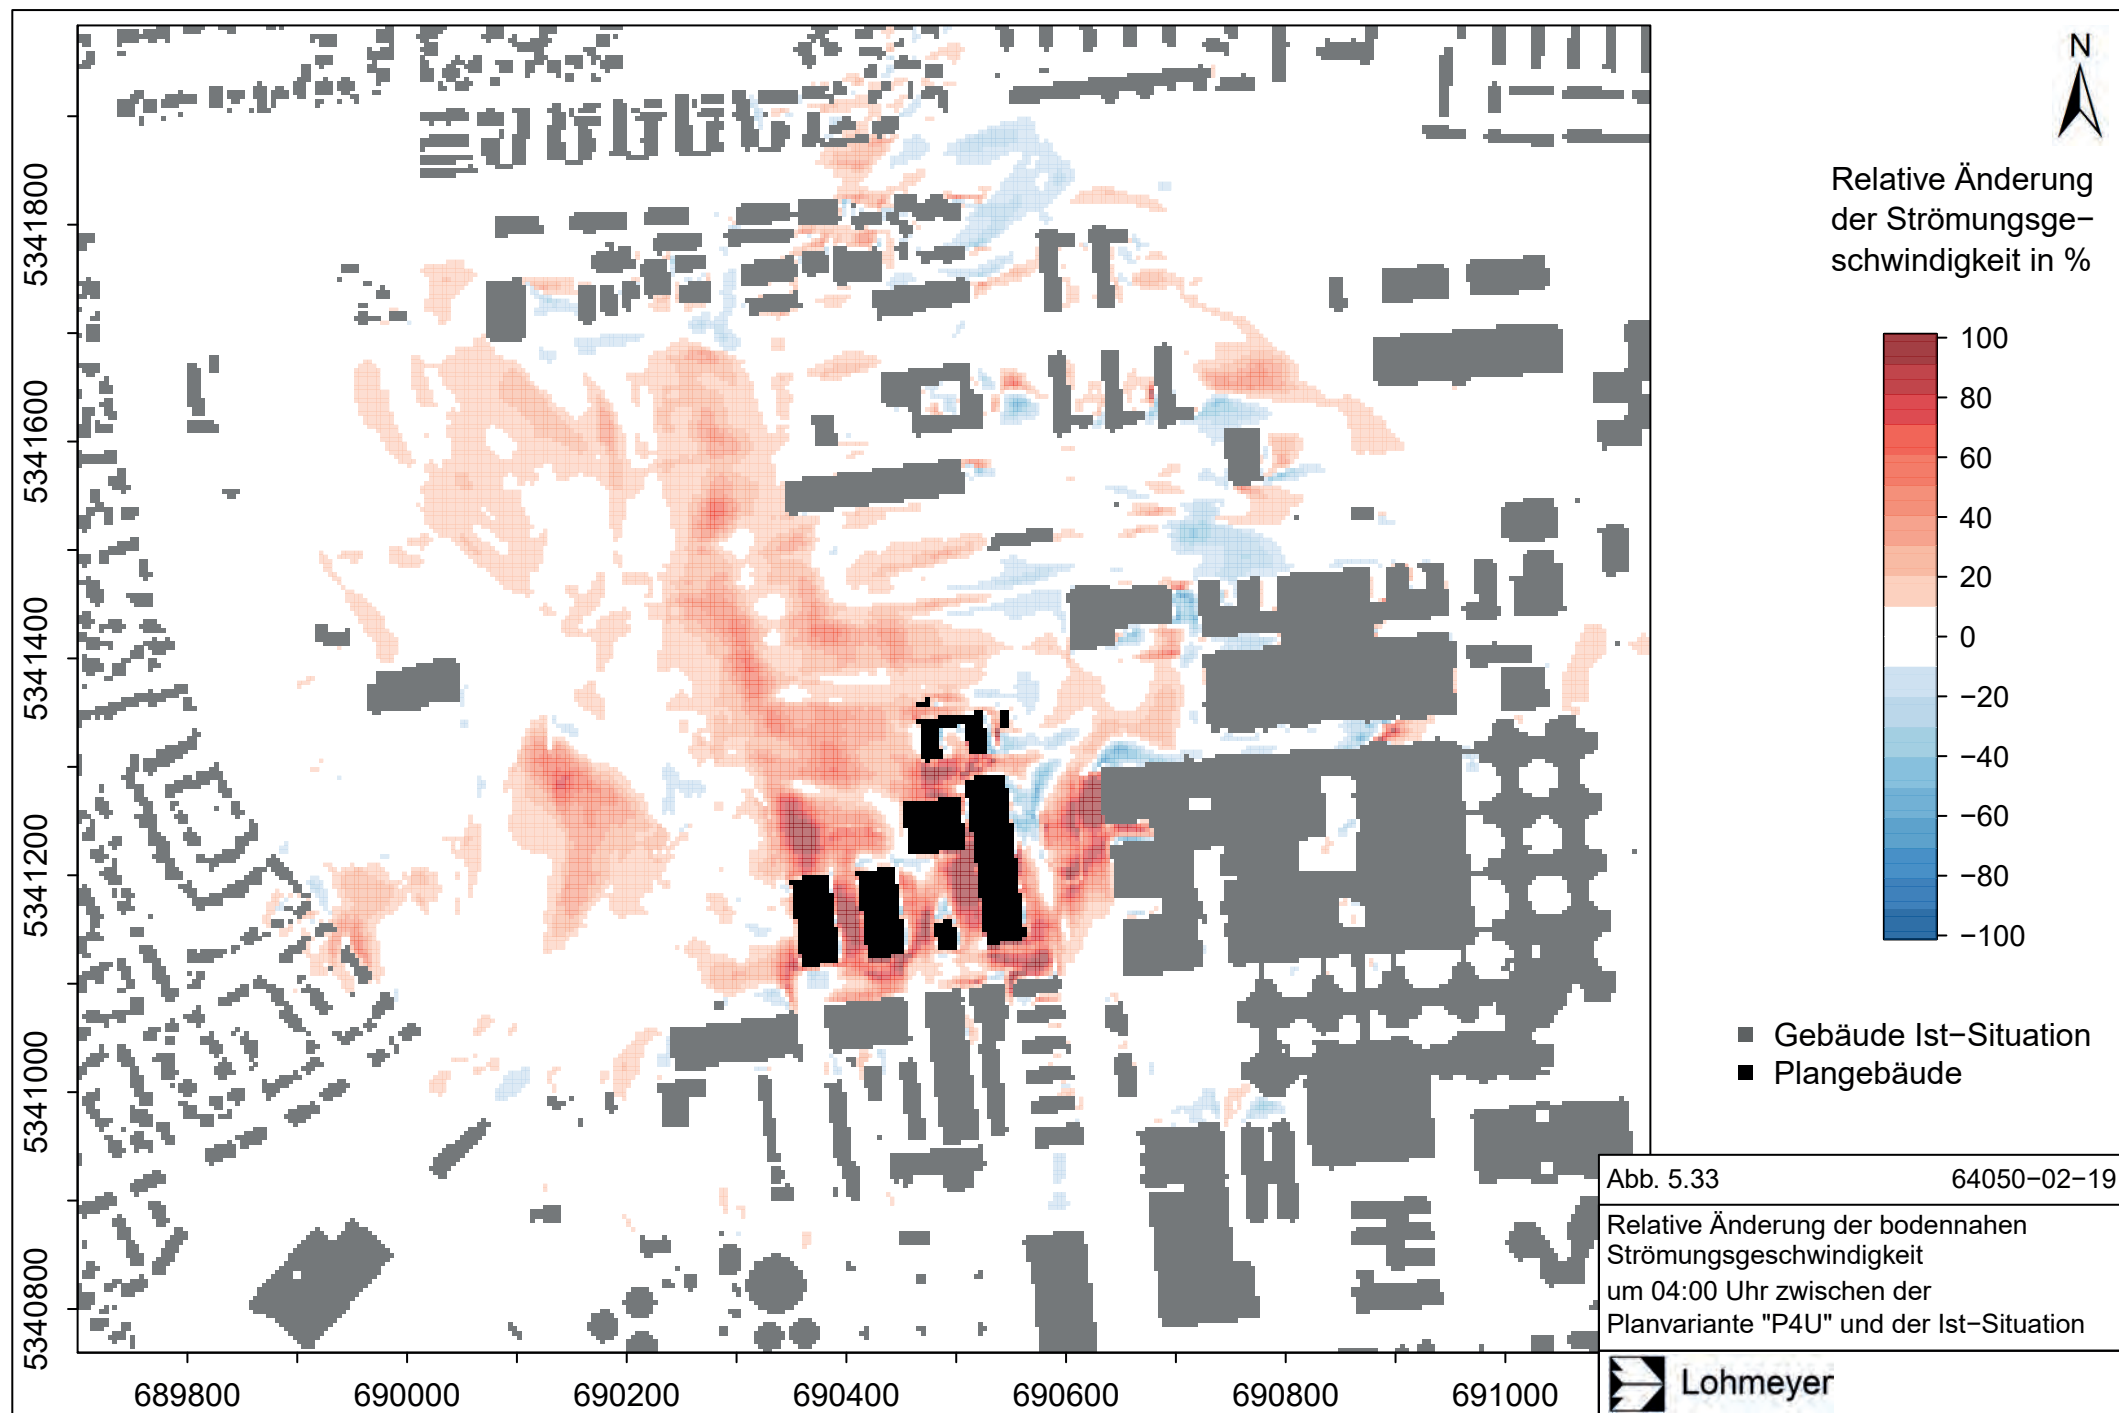 N
Relative Änderung
der Strömungsge−
schwindigkeit in %
100
80
60
40
20
0
−20
−40
−60
−80
−100
Gebäude Ist−Situation
Plangebäude
5341800
5341600
5341400
5341200
5341000
5340800
689800 690000 690200 690400 690600 690800 691000
Abb. 5.33 64050−02−19
Relative Änderung der bodennahen
Strömungsgeschwindigkeit
um 04:00 Uhr zwischen der
Planvariante "P4U" und der Ist−Situation
Lohmeyer